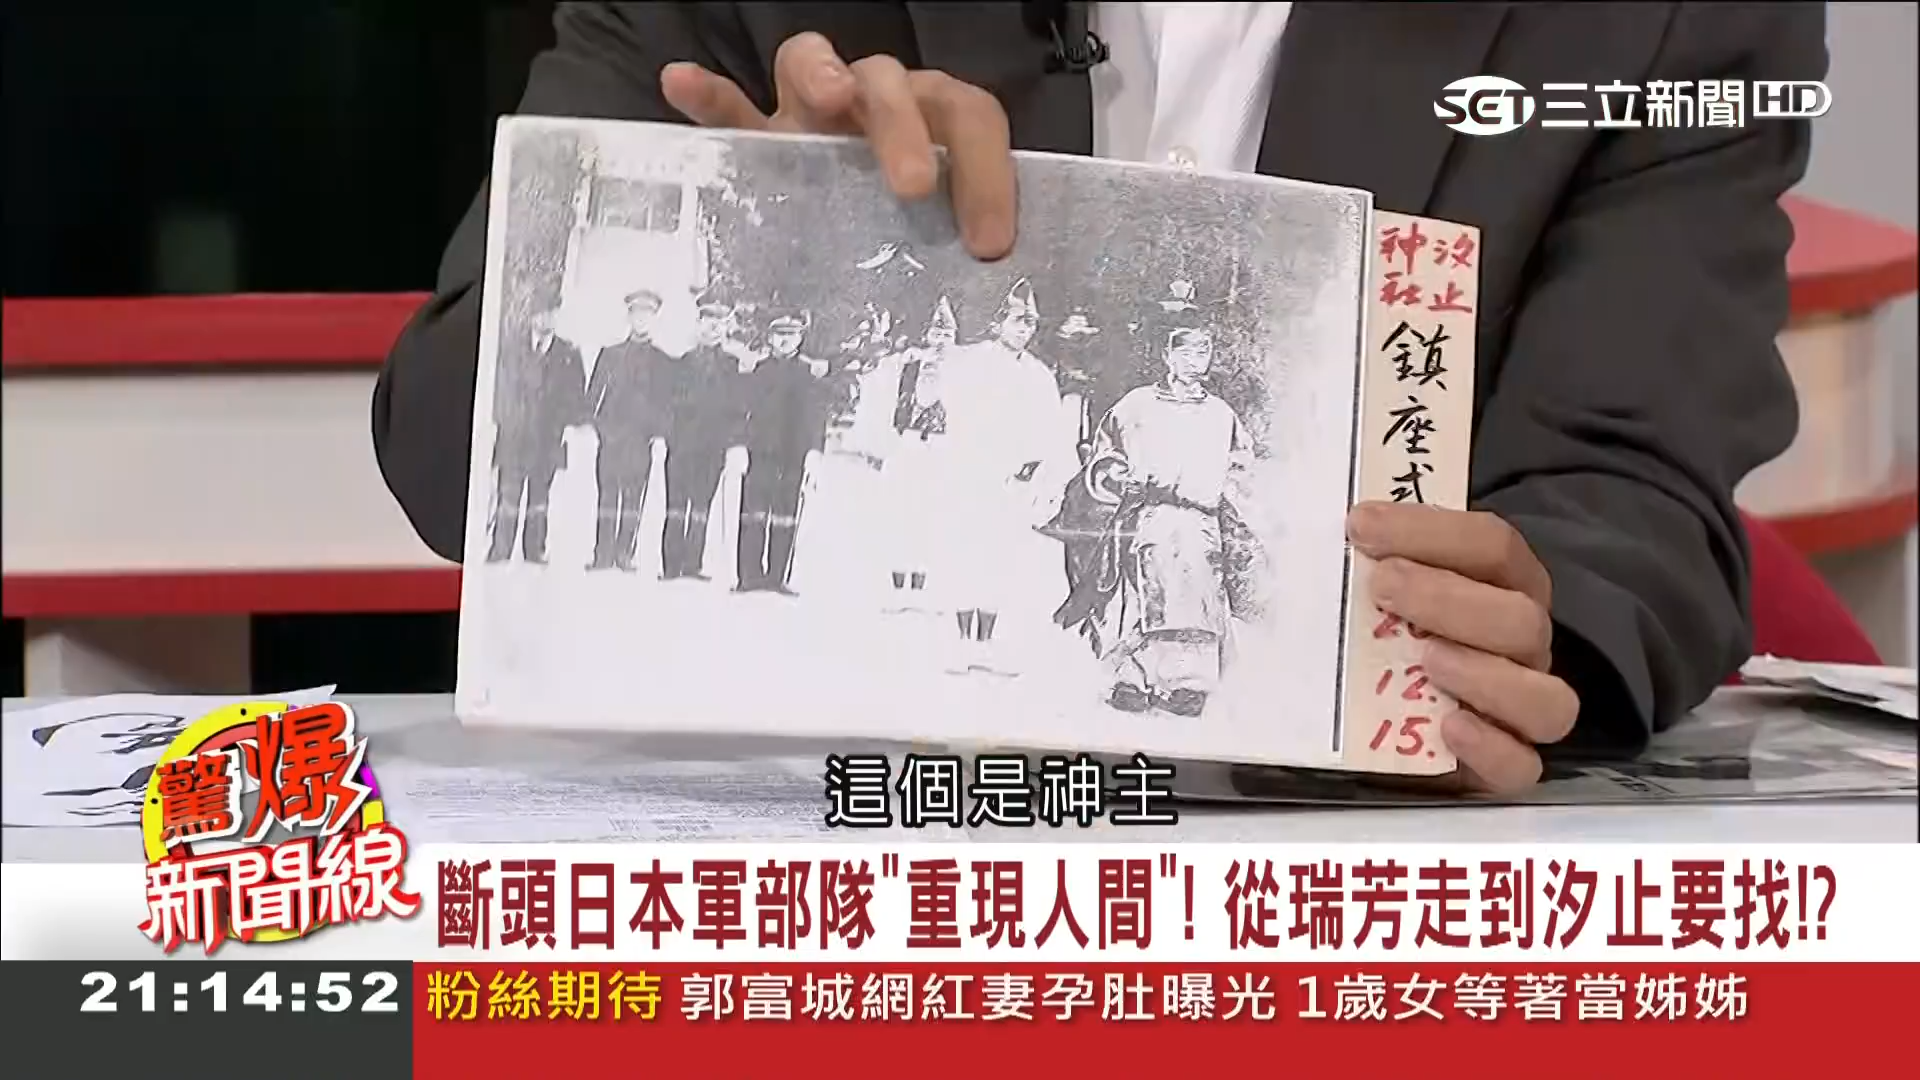 SET三立新聞HD
汐止
神社
鎮座式
12.
15.
這個是神主
驚爆
新聞線
斷頭日本軍部隊"重現人間"! 從瑞芳走到汐止要找!?
21:14:52
粉絲期待 郭富城網紅妻孕肚曝光 1歲女等著當姊姊